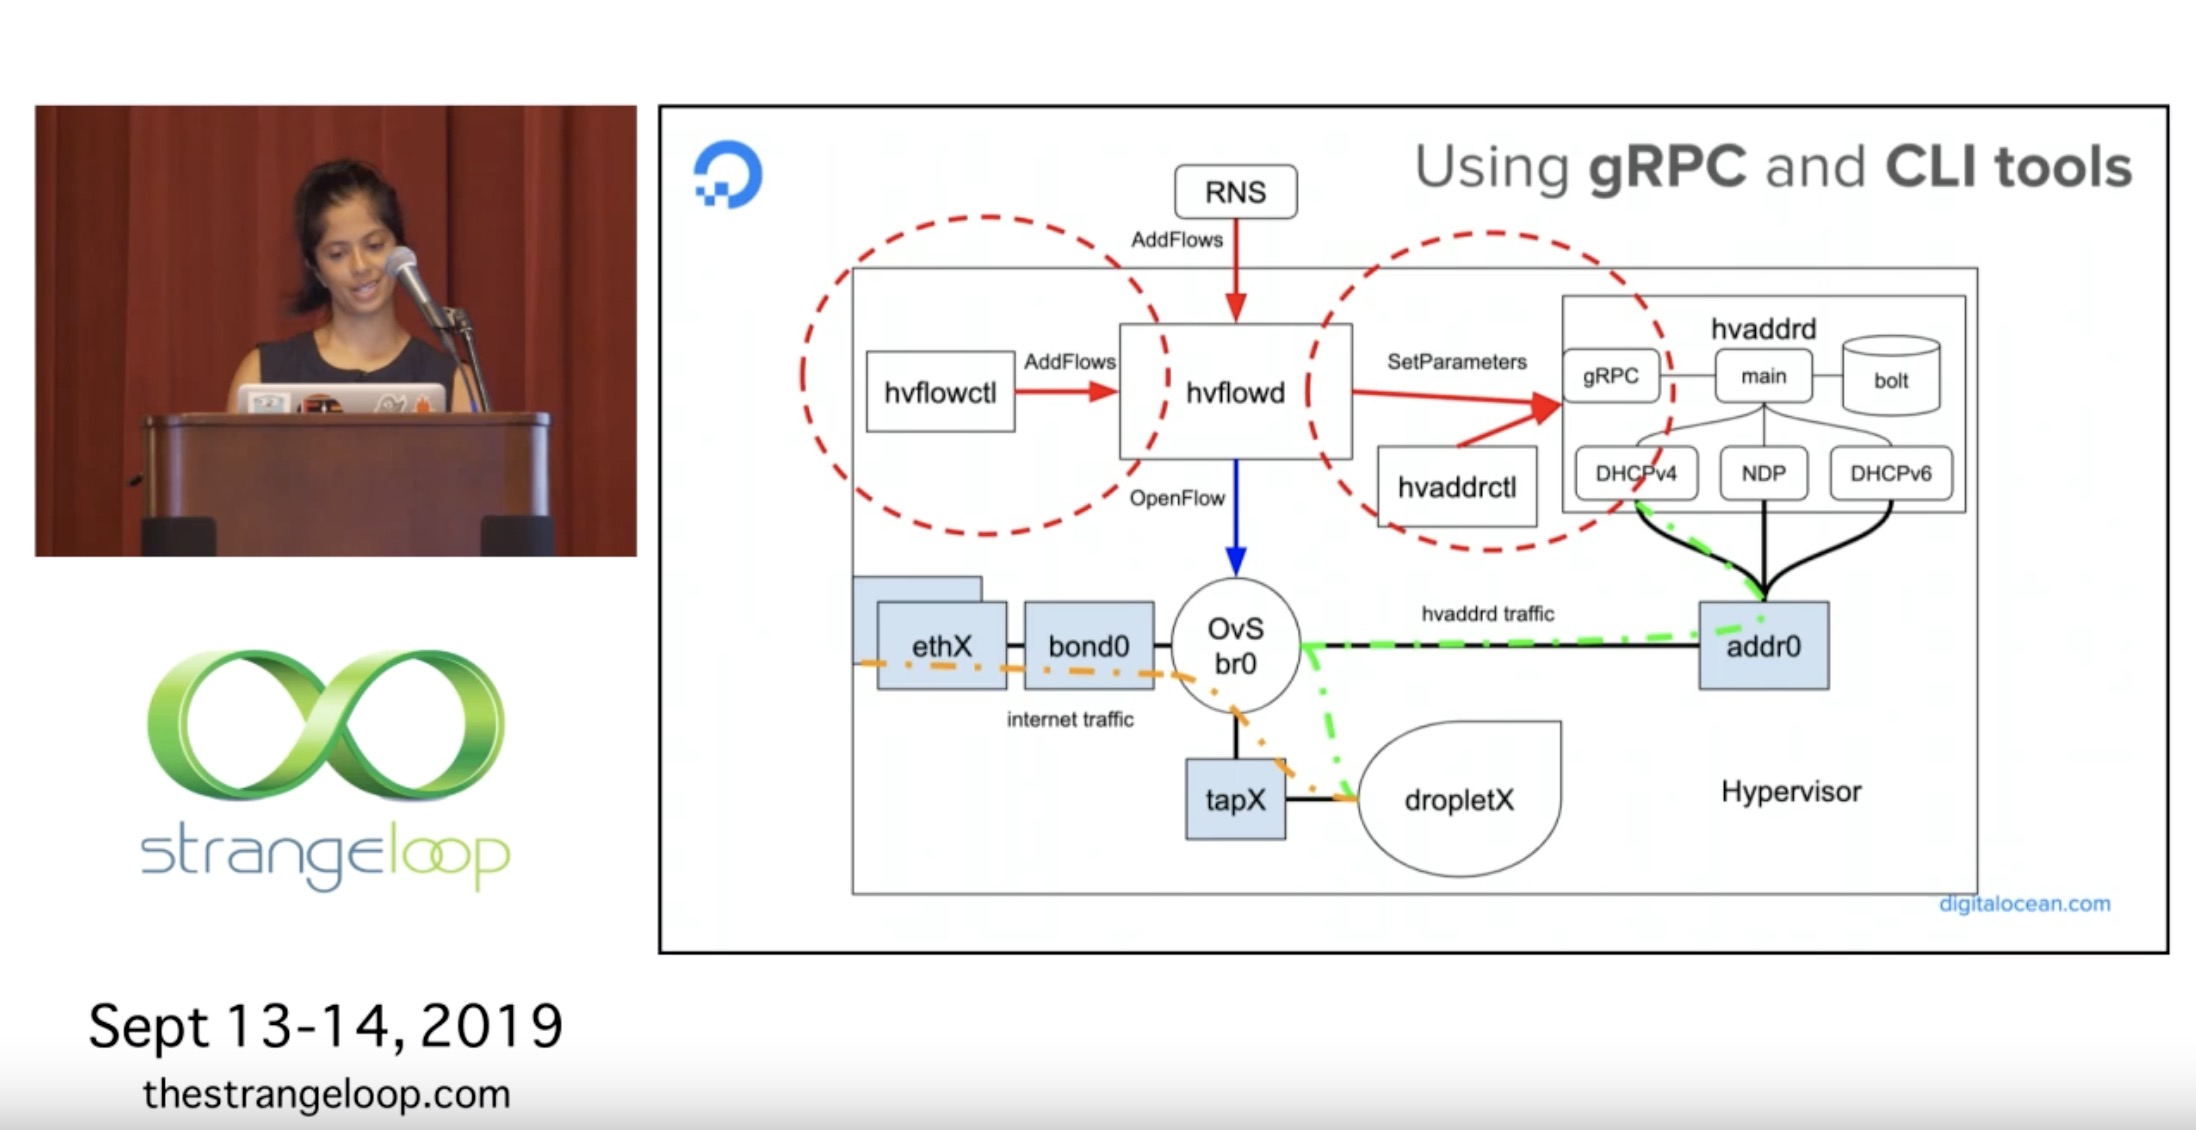 Using gRPC and CLI tools
RNS
AddFlows
hvflowctl
AddFlows
hvflowd
SetParameters
hvaddrd
gRPC
main
bolt
hvaddrctl
DHCPv4
NDP
DHCPv6
OpenFlow
ethX
bond0
OvS
br0
hvaddrd traffic
addr0
internet traffic
tapX
dropletX
Hypervisor
digitalocean.com
strangeloop
Sept 13-14, 2019
thestrangeloop.com